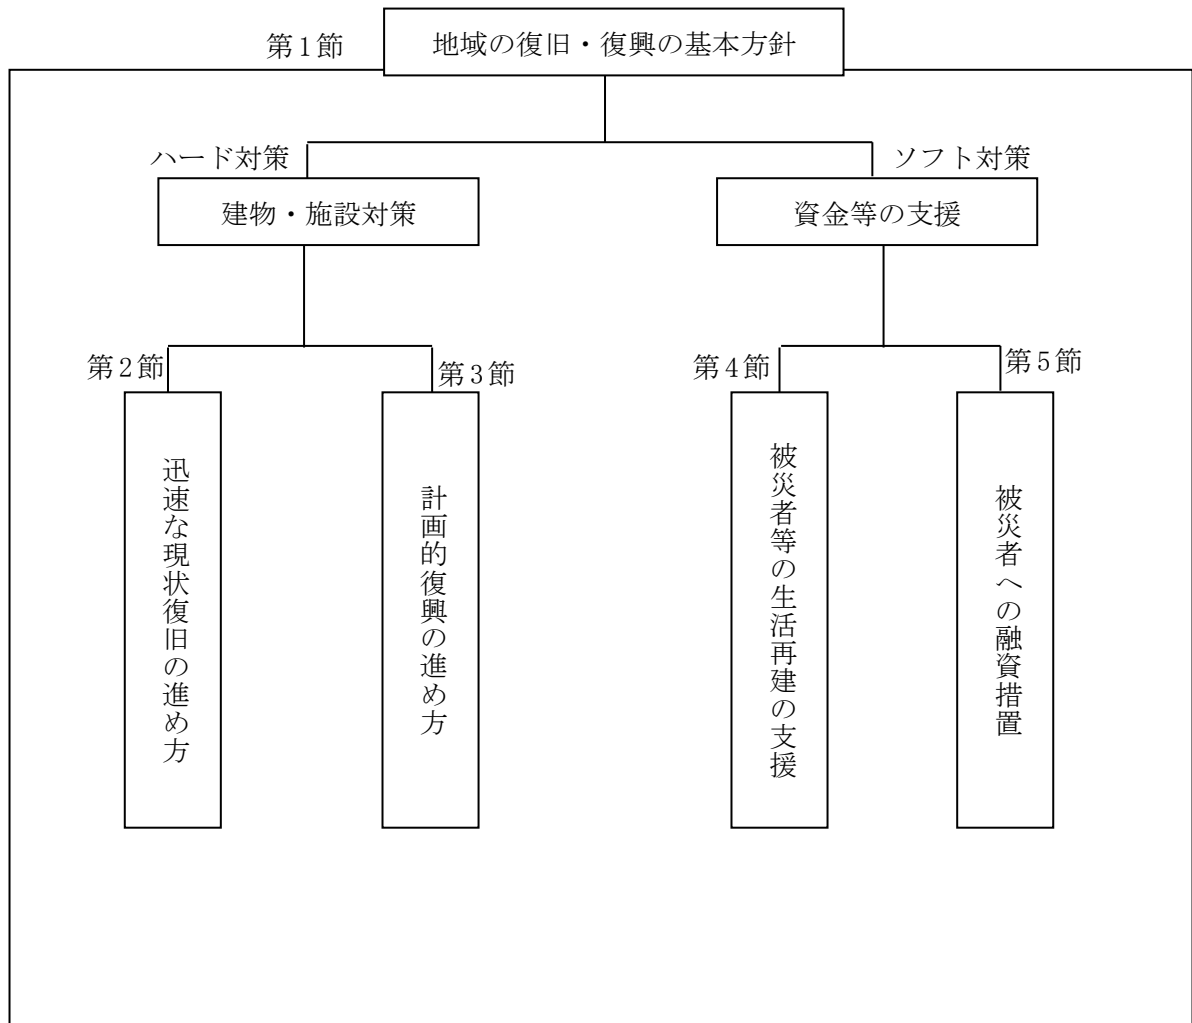 第1節
地域の復旧・復興の基本方針
ハード対策
ソフト対策
建物・施設対策
資金等の支援
第2節
第3節
第4節
第5節
迅速な現状復旧の進め方
計画的復興の進め方
被災者等の生活再建の支援
被災者への融資措置